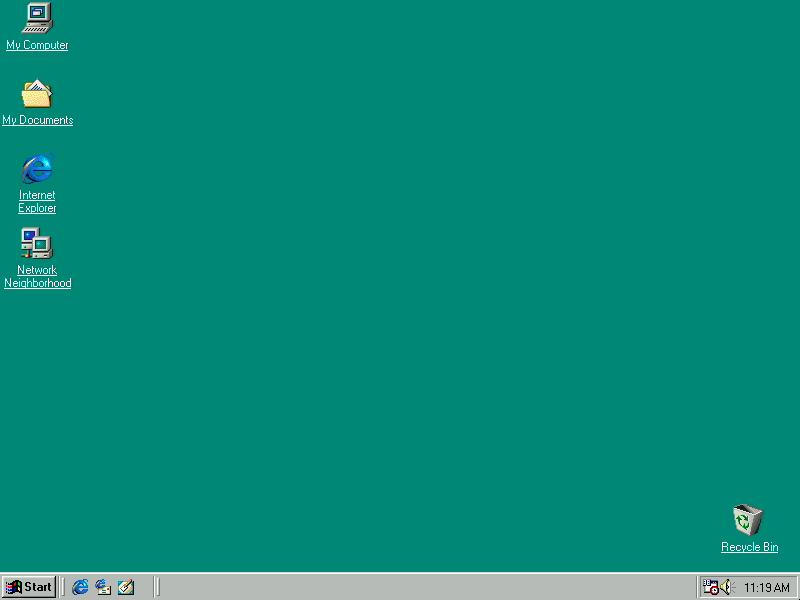 My Computer
My Documents
Internet
Explorer
Network
Neighborhood
Recycle Bin
Start
11:19 AM